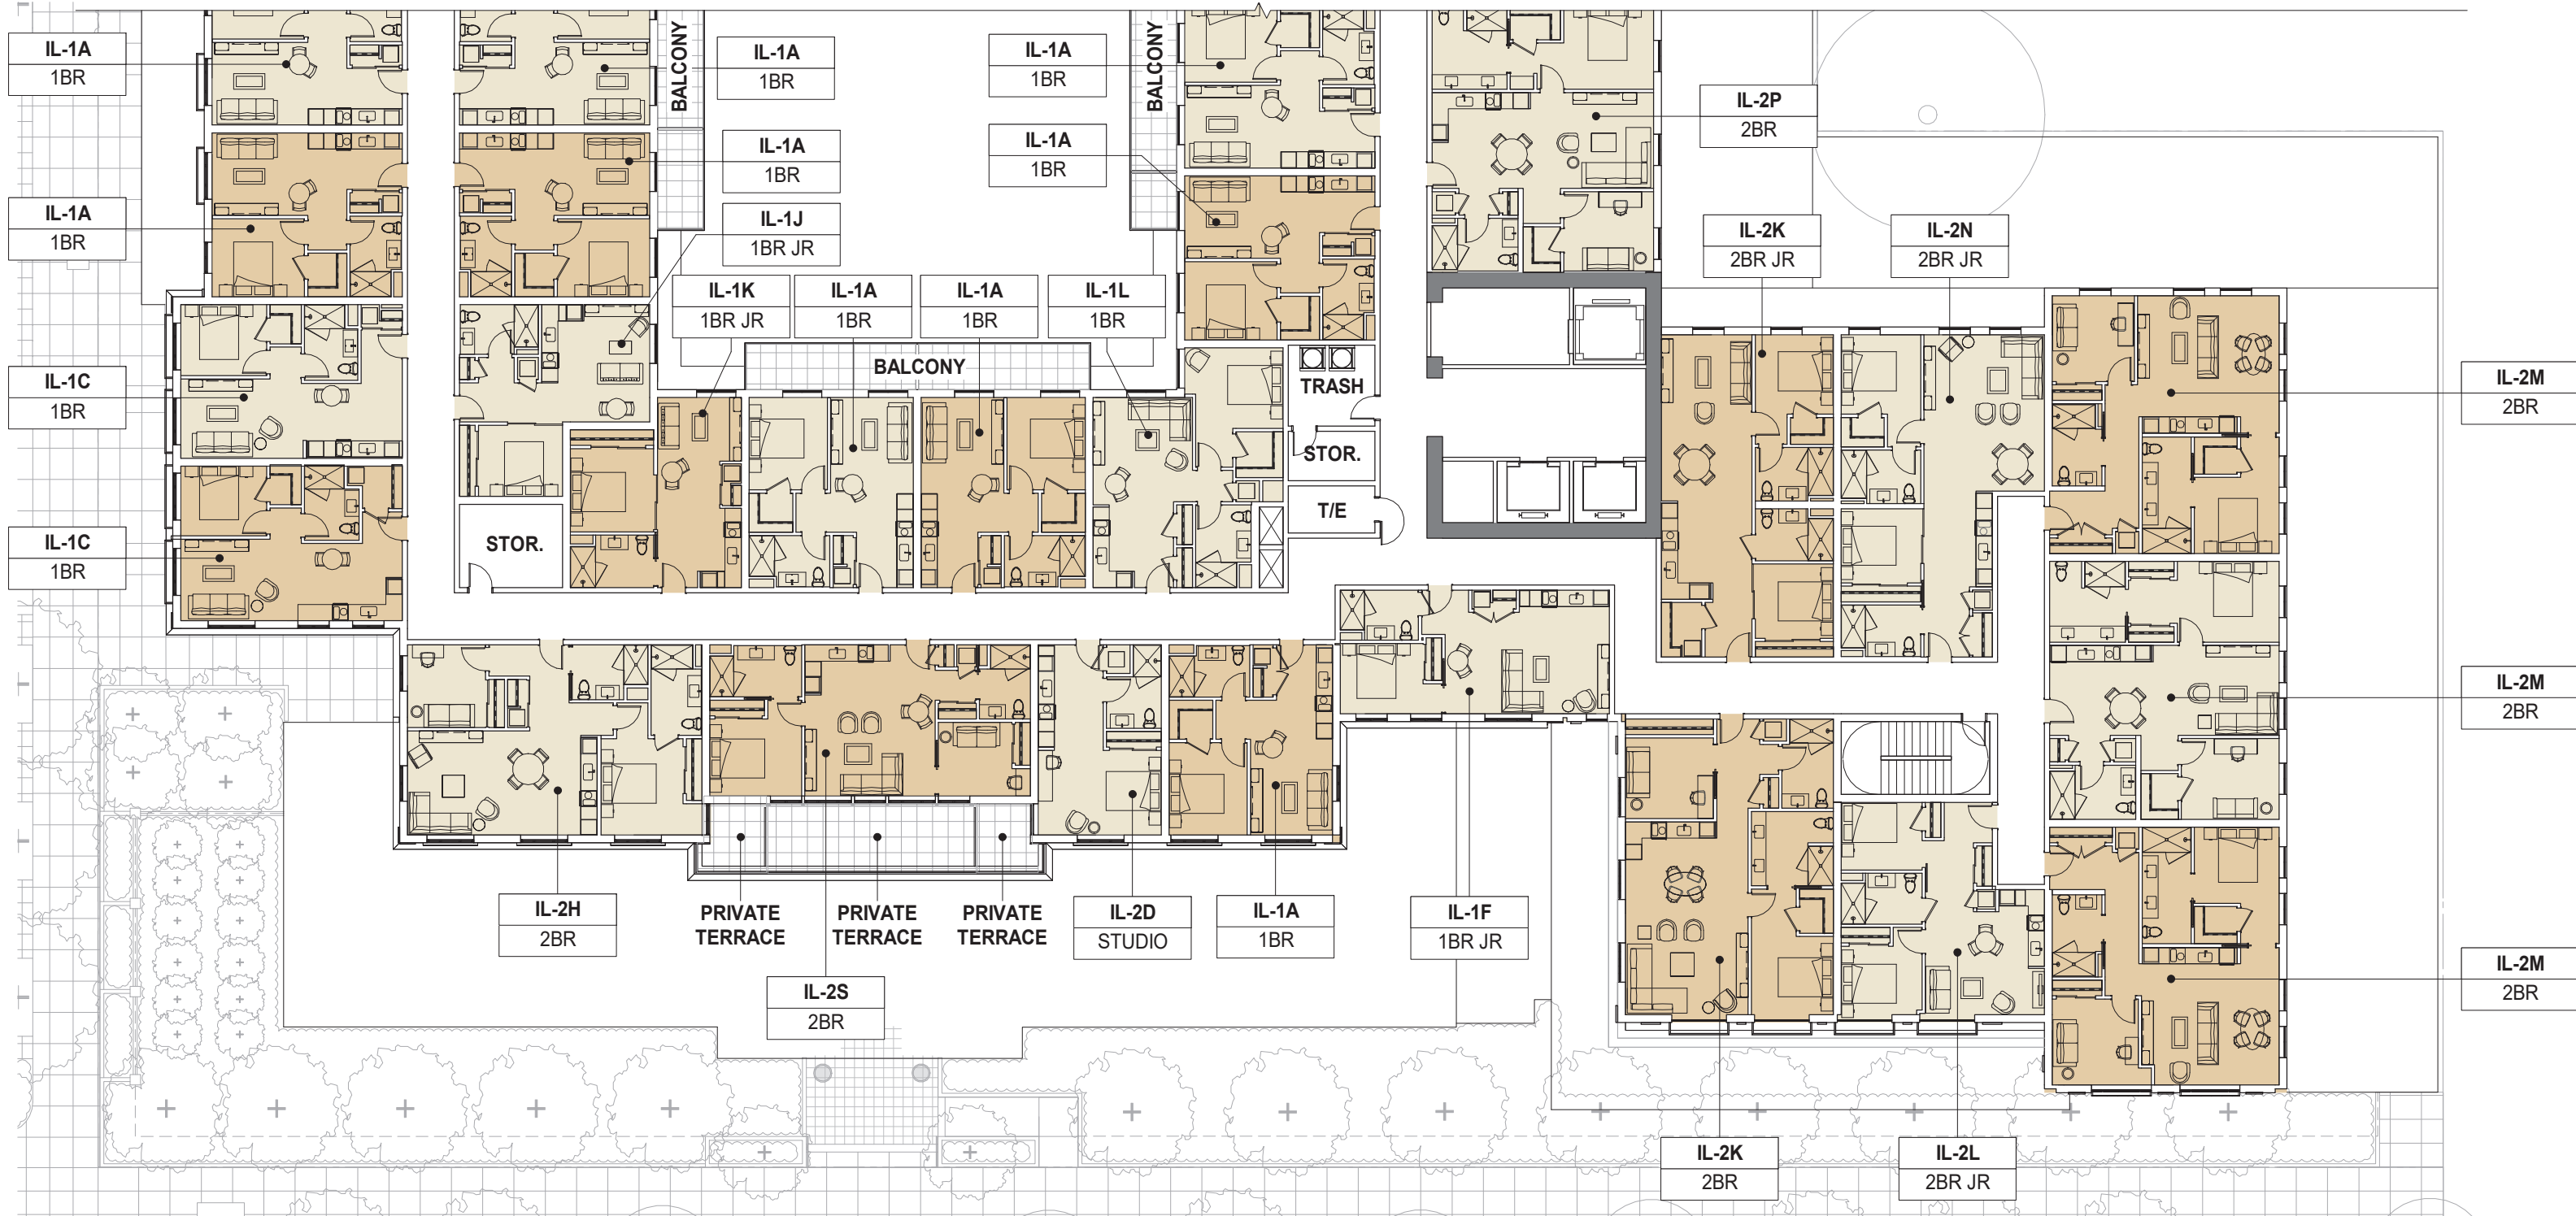 IL-1A
1BR
IL-1A
1BR
BALCONY
IL-1A
1BR
BALCONY
IL-2P
2BR
IL-1A
1BR
IL-1A
1BR
IL-1A
1BR
IL-1J
1BR JR
IL-2K
2BR JR
IL-2N
2BR JR
IL-1K
1BR JR
IL-1A
1BR
IL-1A
1BR
IL-1L
1BR
BALCONY
TRASH
IL-1C
1BR
IL-2M
2BR
STOR.
T/E
STOR.
IL-1C
1BR
IL-2M
2BR
IL-2H
2BR
PRIVATE
TERRACE
PRIVATE
TERRACE
PRIVATE
TERRACE
IL-2D
STUDIO
IL-1A
1BR
IL-1F
1BR JR
IL-2S
2BR
IL-2M
2BR
IL-2K
2BR
IL-2L
2BR JR